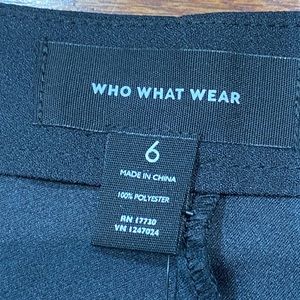 WHO WHAT WEAR
6
MADE IN CHINA
100% POLYESTER
RN 17730
VN 1247024